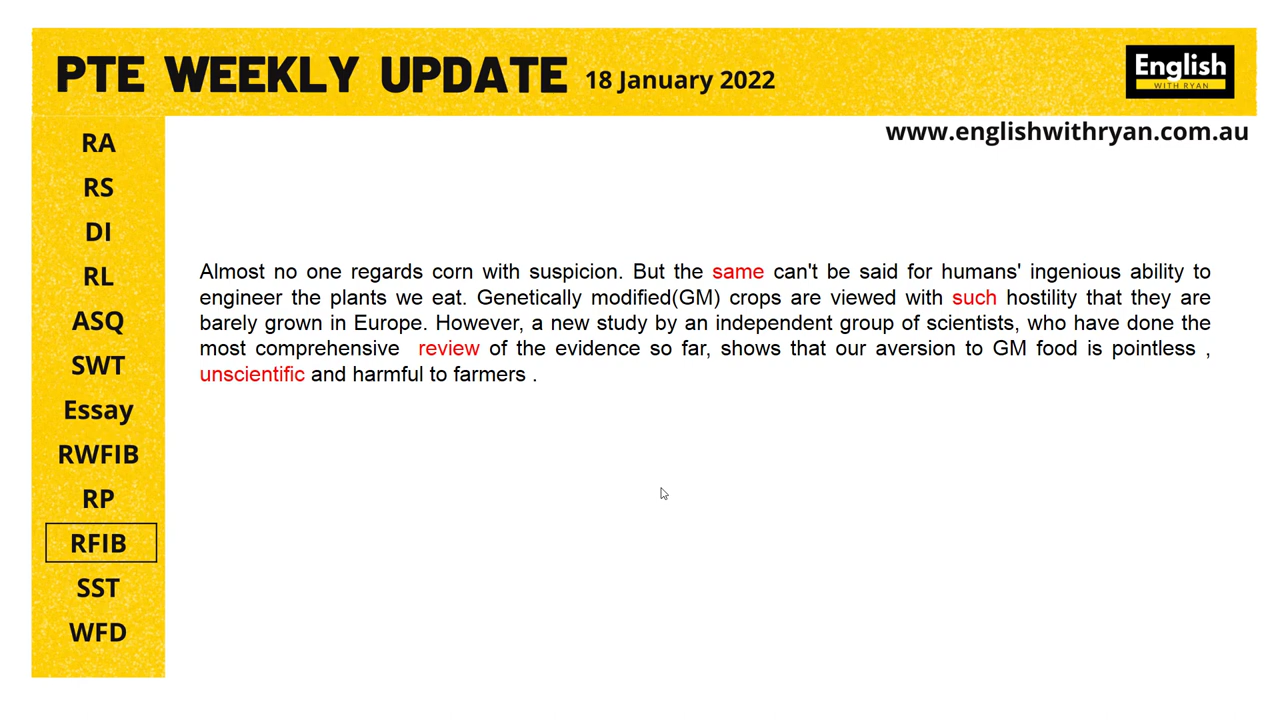 PTE WEEKLY UPDATE 18 January 2022
English
WITH RYAN
www.englishwithryan.com.au
RA
RS
DI
RL
ASQ
SWT
Essay
RWFIB
RP
RFIB
SST
WFD
Almost no one regards corn with suspicion. But the same can't be said for humans' ingenious ability to
engineer the plants we eat. Genetically modified(GM) crops are viewed with such hostility that they are
barely grown in Europe. However, a new study by an independent group of scientists, who have done the
most comprehensive review of the evidence so far, shows that our aversion to GM food is pointless ,
unscientific and harmful to farmers .